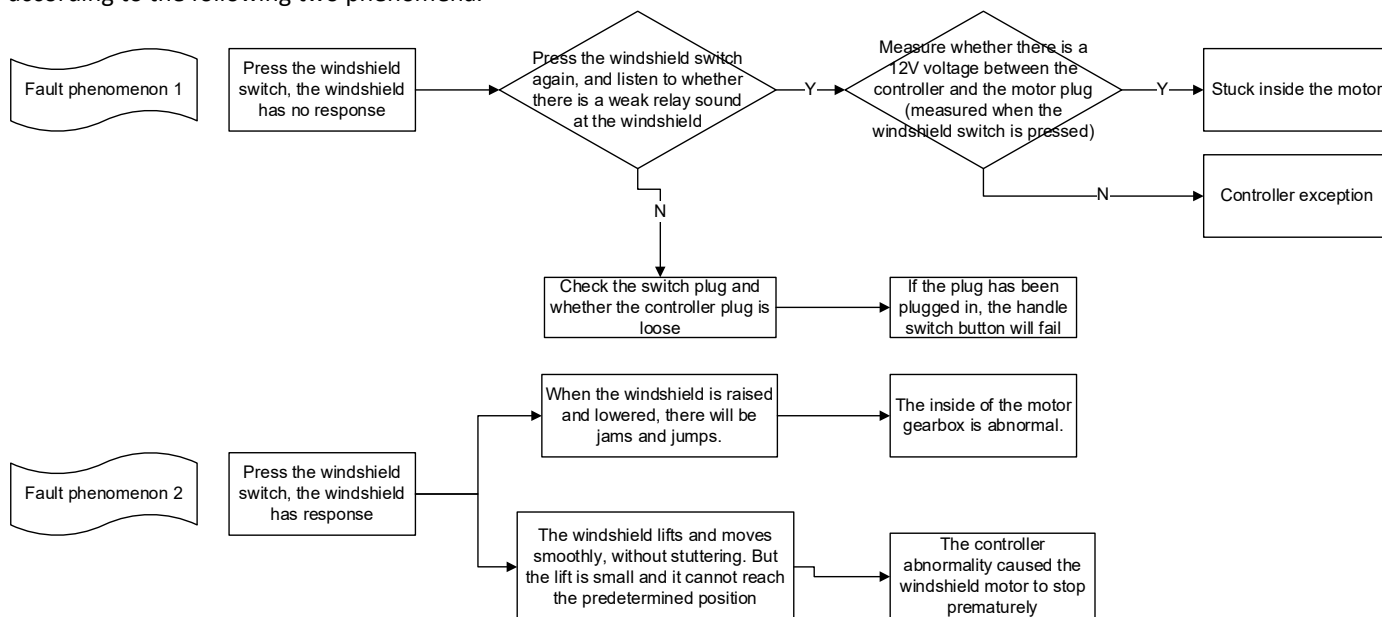 according to the following two phenomena.
Fault phenomenon 1
Press the windshield
switch, the windshield
has no response
Press the windshield switch
again, and listen to whether
there is a weak relay sound
at the windshield
Y
Measure whether there is a
12V voltage between the
controller and the motor plug
(measured when the
windshield switch is pressed)
Y
Stuck inside the motor
N
Controller exception
N
Check the switch plug and
whether the controller plug is
loose
If the plug has been
plugged in, the handle
switch button will fail
Fault phenomenon 2
Press the windshield
switch, the windshield
has response
When the windshield is raised
and lowered, there will be
jams and jumps.
The inside of the motor
gearbox is abnormal.
The windshield lifts and moves
smoothly, without stuttering. But
the lift is small and it cannot reach
the predetermined position
The controller
abnormality caused the
windshield motor to stop
prematurely